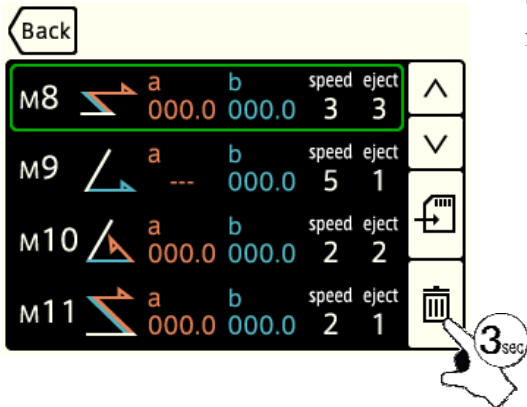 Back
M8 a 000.0 b 000.0 speed 3 eject 3
M9 a --- b 000.0 speed 5 eject 1
M10 a 000.0 b 000.0 speed 2 eject 2
M11 a 000.0 b 000.0 speed 2 eject 1
3sec